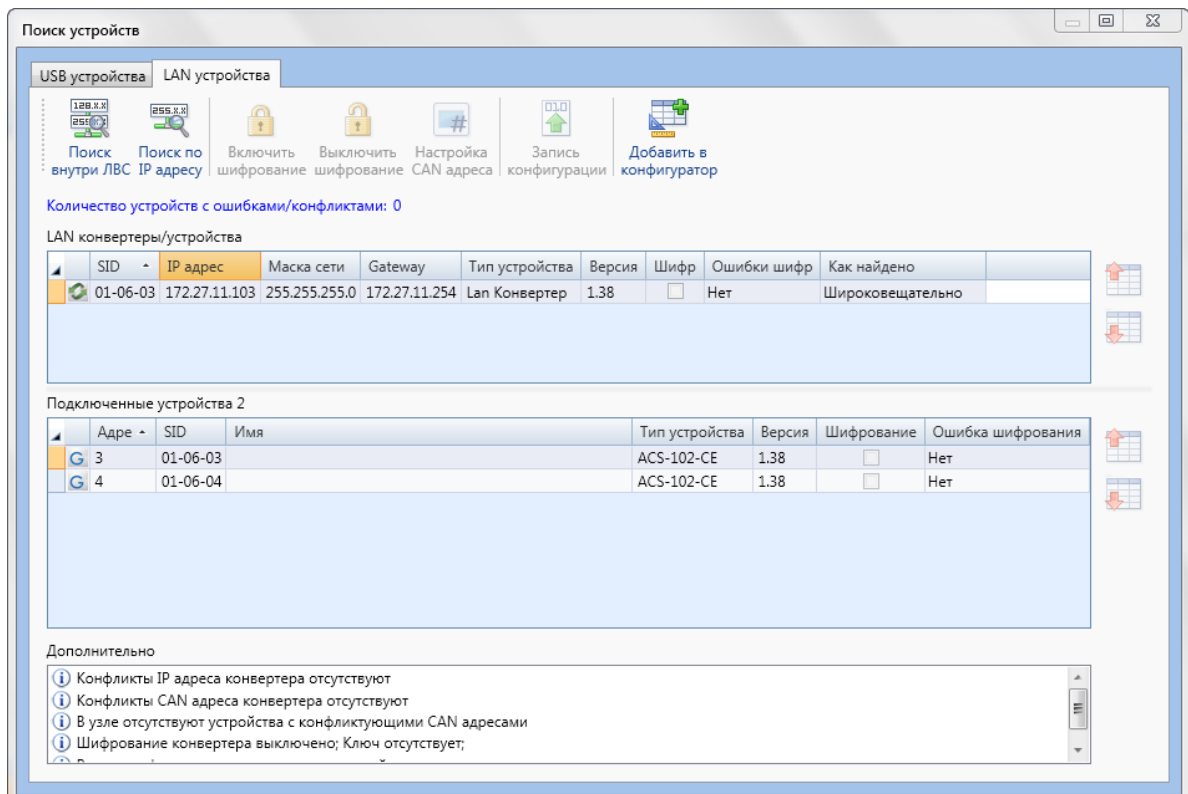 Поиск устройств
USB устройства LAN устройства
128.x.x 255.x.x 010
Поиск внутри ЛВС
Поиск по IP адресу
Включить шифрование
Выключить шифрование
Настройка CAN адреса
Запись конфигурации
Добавить в конфигуратор
Количество устройств с ошибками/конфликтами: 0
LAN конвертеры/устройства
SID IP адрес Маска сети Gateway Тип устройства Версия Шифр Ошибки шифр Как найдено
01-06-03 172.27.11.103 255.255.255.0 172.27.11.254 Lan Конвертер 1.38 Нет Широковещательно
Подключенные устройства 2
Адре SID Имя Тип устройства Версия Шифрование Ошибка шифрования
G 3 01-06-03 ACS-102-CE 1.38 Нет
G 4 01-06-04 ACS-102-CE 1.38 Нет
Дополнительно
Конфликты IP адреса конвертера отсутствуют
Конфликты CAN адреса конвертера отсутствуют
В узле отсутствуют устройства с конфликтующими CAN адресами
Шифрование конвертера выключено; Ключ отсутствует;